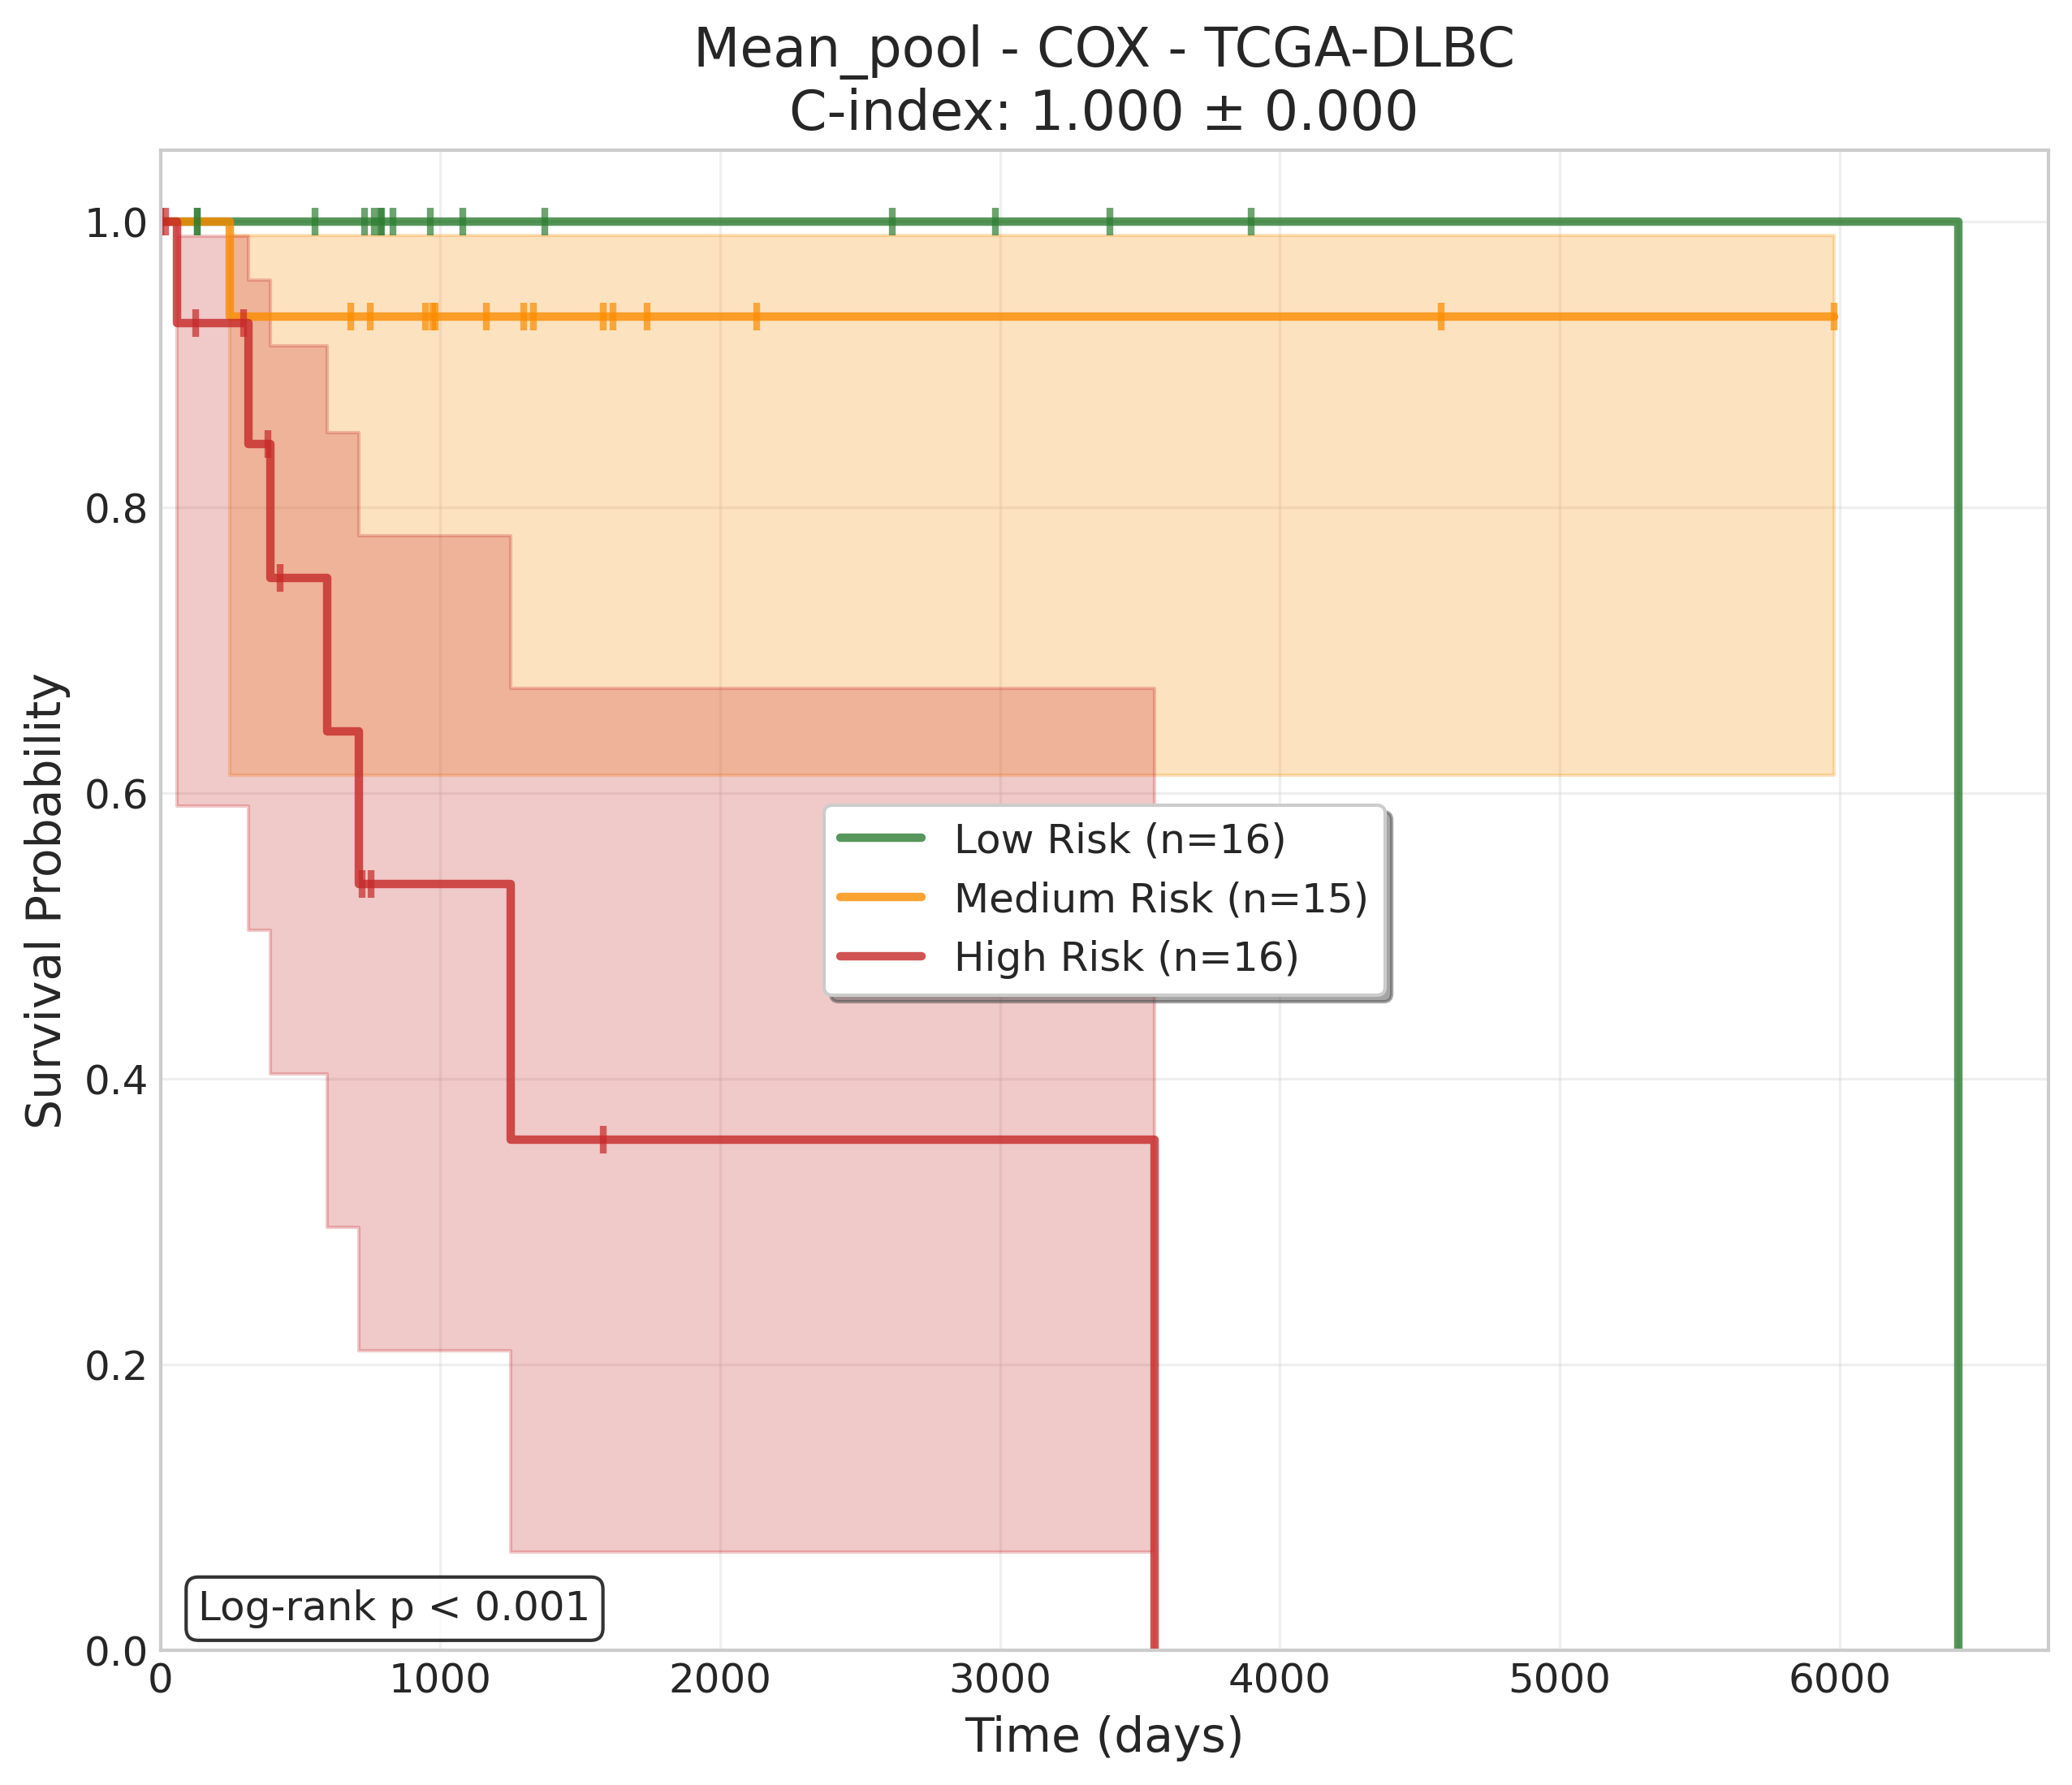 Mean_pool - COX - TCGA-DLBC
C-index: 1.000 ± 0.000
Survival Probability
1.0
0.8
0.6
0.4
0.2
0.0
Low Risk (n=16)
Medium Risk (n=15)
High Risk (n=16)
Log-rank p < 0.001
0 1000 2000 3000 4000 5000 6000
Time (days)